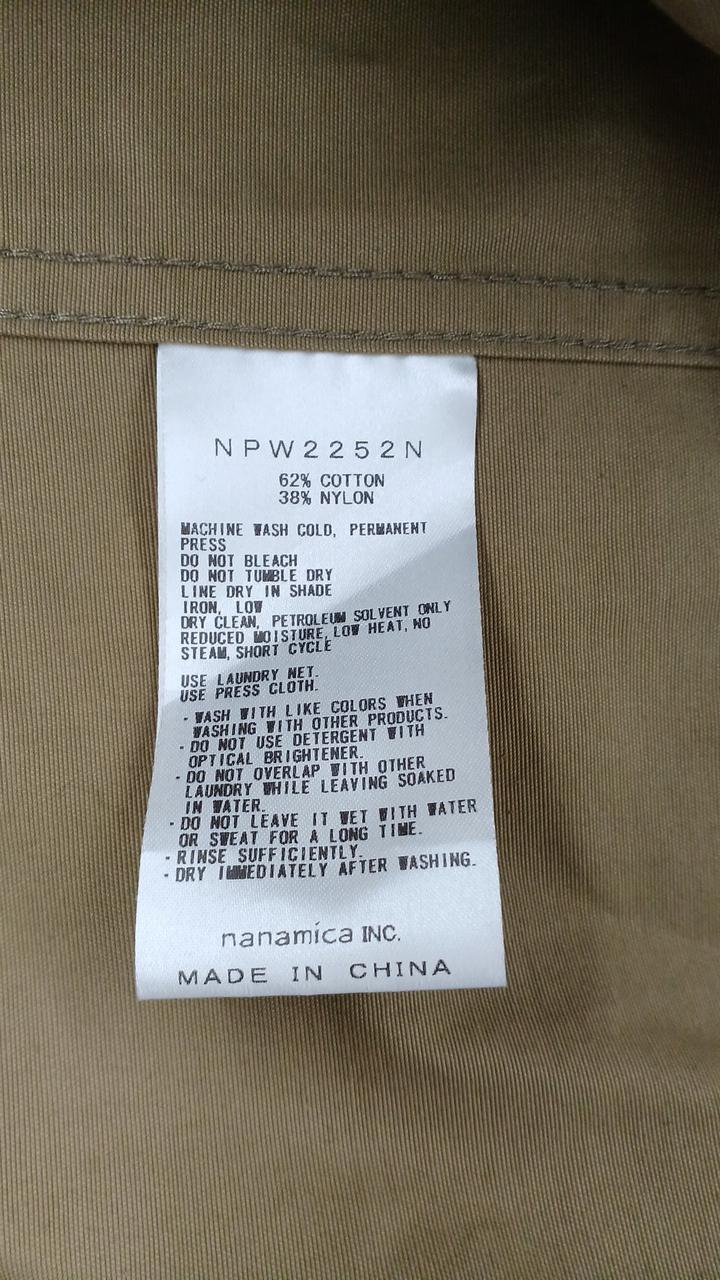 NPW2252N
62% COTTON
38% NYLON
MACHINE WASH COLD, PERMANENT
PRESS
DO NOT BLEACH
DO NOT TUMBLE DRY
LINE DRY IN SHADE
IRON, LOW
DRY CLEAN, PETROLEUM SOLVENT ONLY
REDUCED MOISTURE, LOW HEAT, NO
STEAM, SHORT CYCLE
USE LAUNDRY NET.
USE PRESS CLOTH.
· WASH WITH LIKE COLORS WHEN
WASHING WITH OTHER PRODUCTS.
· DO NOT USE DETERGENT WITH
OPTICAL BRIGHTENER.
· DO NOT OVERLAP WITH OTHER
LAUNDRY WHILE LEAVING SOAKED
IN WATER.
· DO NOT LEAVE IT WET WITH WATER
OR SWEAT FOR A LONG TIME.
· RINSE SUFFICIENTLY.
· DRY IMMEDIATELY AFTER WASHING.
nanamica INC.
MADE IN CHINA